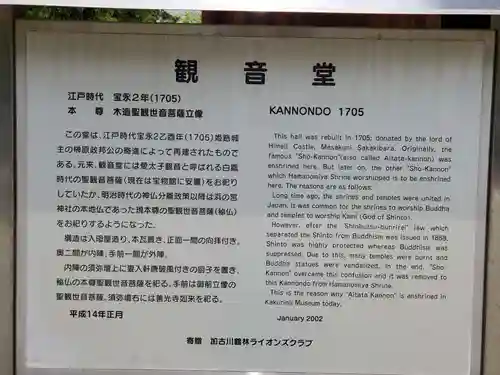 観音堂
江戸時代 宝永2年(1705)
本 尊 木造聖観世音菩薩立像
この堂は、江戸時代宝永2乙酉年(1705)姫路城
主の榊原政邦公の寄進によって再建されたもので
ある。元来、観音堂には愛太子観音と呼ばれる白鳳
時代の聖観音菩薩(現在は宝物館に安置)をお祀り
していたが、明治時代の神仏分離政策以降は浜の宮
神社の本地仏であった現本尊の聖観世音菩薩(秘仏)
をお祀りするようになった。
構造は入母屋造り、本瓦置き、正面一間の向拝付き。
奥二間が内陣、手前一間が外陣。
内陣の須弥壇上に唐入軒唐破風付きの厨子を置き、
秘仏の本尊聖観世音菩薩を祀る。手前は御前立像の
聖観世音菩薩、須弥壇右には善光寺如来を祀る。
平成14年正月
KANNONDO 1705
This hall was rebuilt in 1705; donated by the lord of
Himeji Castle, Masakuni Sakakibara. Originally, the
famous "Sho-Kannon"(also called Aitata-kannon) was
enshrined here. But later on, the other "Sho-Kannon"
which Hamanomiya Shrine worshipped is to be enshrined
here. The reasons are as follows:
Long time ago, the shrines and temples were united in
Japan. It was common for the shrines to worship Buddha
and temples to worship Kami (God of Shinto).
However, after the "Shinbutsu-bunrirei" law which
separated the Shinto from Buddhism was issued in 1868,
Shinto was highly protected whereas Buddhism was
suppressed. Due to this, many temples were burns and
Buddha statues were vandalized. In the end, "Sho-
Kannon" overcame this confusion and it was removed to
this Kannondo from Hamanomiya Shrine.
This is the reason why "Aitata Kannon" is enshrined in
Kakurinji Museum today.
January 2002
寄贈 加古川鶴林ライオンズクラブ